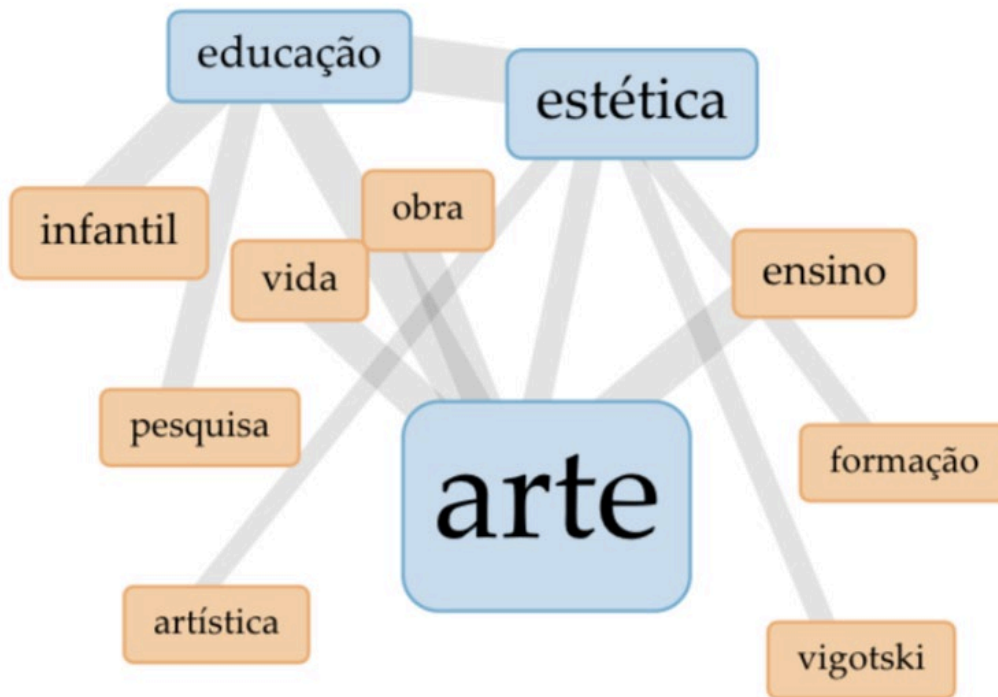 educação
estética
obra
infantil
vida
ensino
pesquisa
formação
arte
artística
vigotski